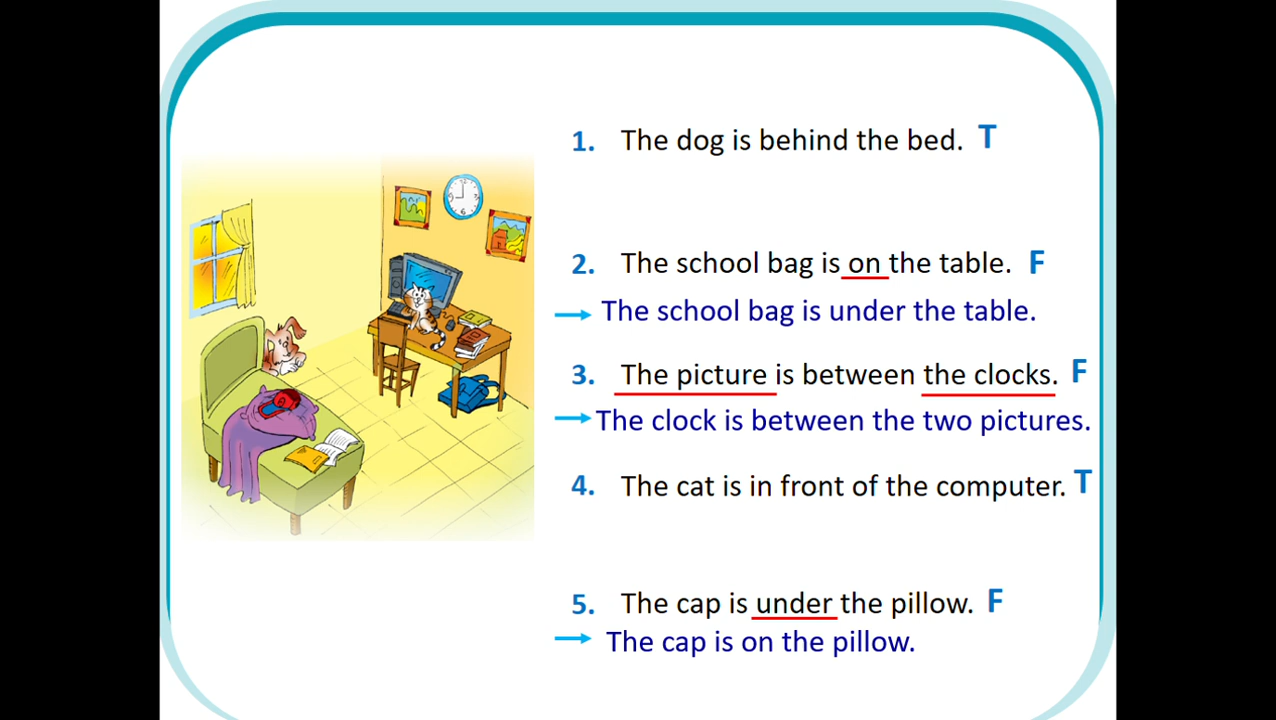 1. The dog is behind the bed. T
2. The school bag is on the table. F
→ The school bag is under the table.
3. The picture is between the clocks. F
→ The clock is between the two pictures.
4. The cat is in front of the computer. T
5. The cap is under the pillow. F
→ The cap is on the pillow.